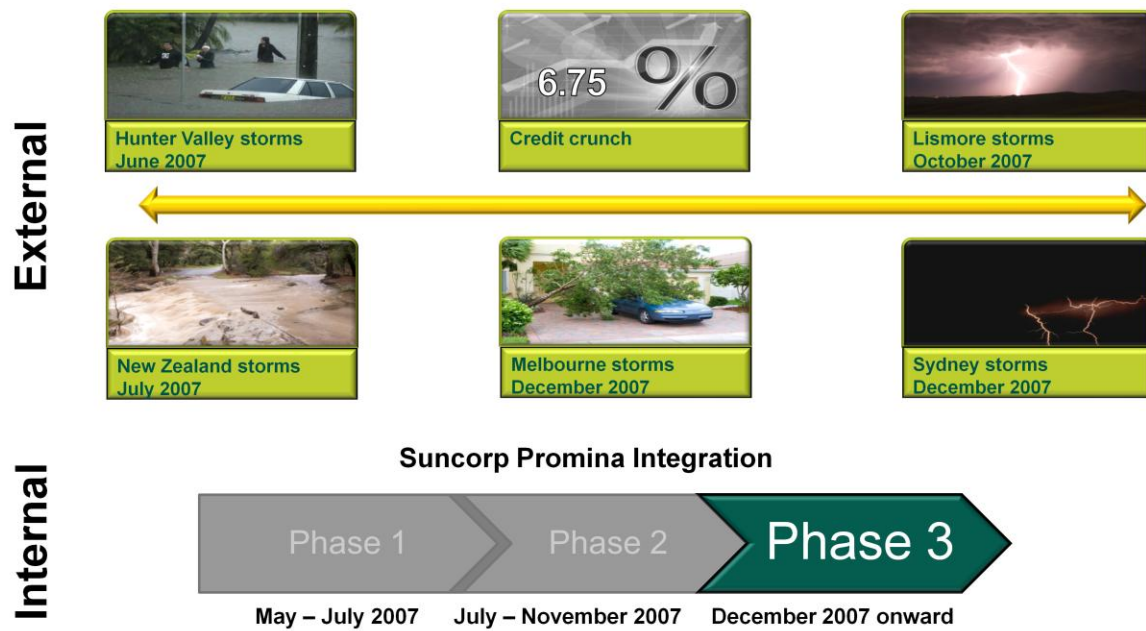 External
6.75 %
Hunter Valley storms
June 2007
Credit crunch
Lismore storms
October 2007
New Zealand storms
July 2007
Melbourne storms
December 2007
Sydney storms
December 2007
Internal
Suncorp Promina Integration
Phase 1
Phase 2
Phase 3
May – July 2007
July – November 2007
December 2007 onward